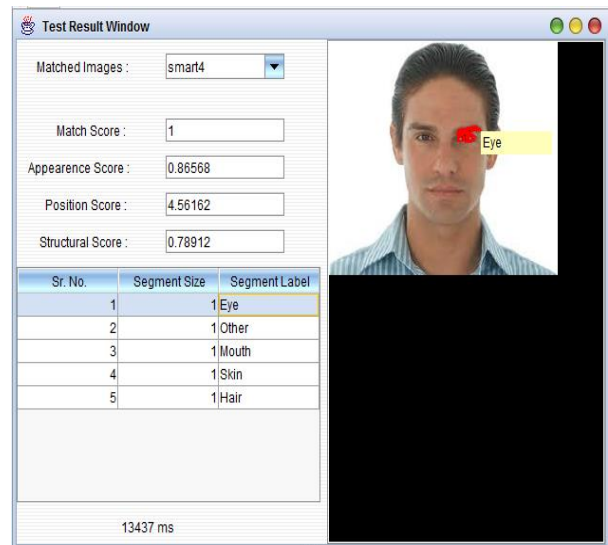 Test Result Window
Matched Images : smart4
Match Score : 1
Appearence Score : 0.86568
Position Score : 4.56162
Structural Score : 0.78912
Eye
Sr. No. Segment Size Segment Label
1 1 Eye
2 1 Other
3 1 Mouth
4 1 Skin
5 1 Hair
13437 ms